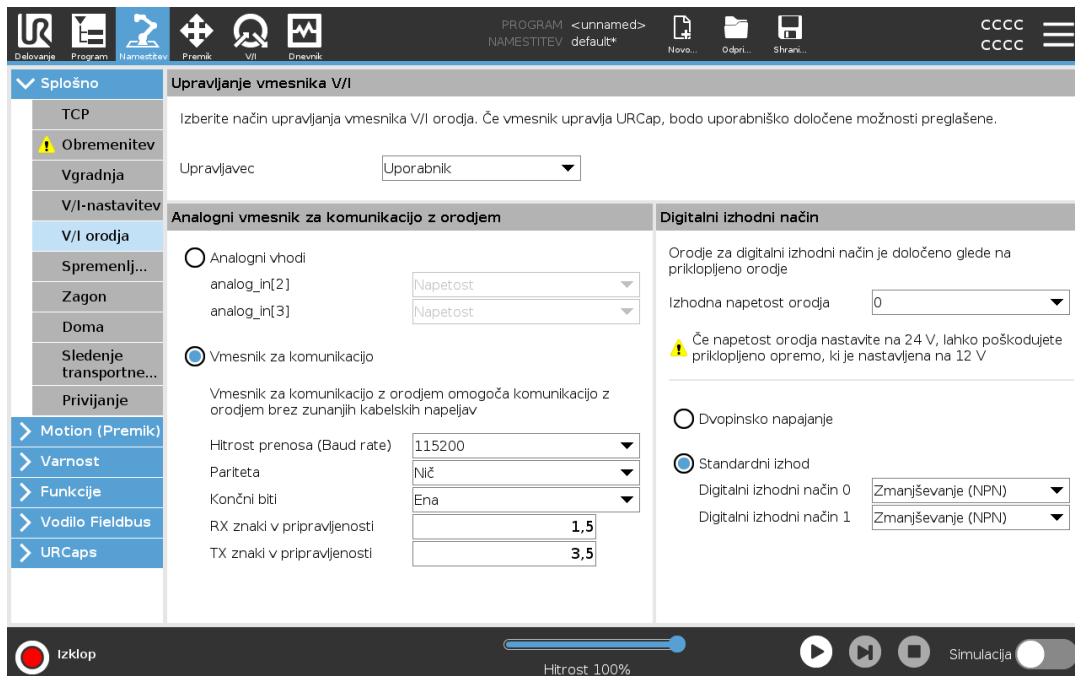 PROGRAM <unnamed>
NAMESTITEV default*
Delovanje
Program
Namestitev
Premik
V/I
Dnevnik
Novo...
Odpri...
Shrani...
cccc
cccc
Splošno
TCP
Obremenitev
Vgradnja
V/I-nastavitev
V/I orodja
Spremenlj...
Zagon
Doma
Sledenje
transportne...
Privijanje
Motion (Premik)
Varnost
Funkcije
Vodilo Fieldbus
URCaps
Upravljanje vmesnika V/I
Izberite način upravljanja vmesnika V/I orodja. Če vmesnik upravlja URCap, bodo uporabniško določene možnosti preglašene.
Upravljavec Uporabnik
Analogni vmesnik za komunikacijo z orodjem
Analogni vhodi
analog_in[2] Napetost
analog_in[3] Napetost
Vmesnik za komunikacijo
Vmesnik za komunikacijo z orodjem omogoča komunikacijo z
orodjem brez zunanjih kabelskih napeljav
Hitrost prenosa (Baud rate) 115200
Pariteta Nič
Končni biti Ena
RX znaki v pripravljenosti 1,5
TX znaki v pripravljenosti 3,5
Digitalni izhodni način
Orodje za digitalni izhodni način je določeno glede na
priklopljeno orodje
Izhodna napetost orodja 0
Če napetost orodja nastavite na 24 V, lahko poškodujete
priklopljeno opremo, ki je nastavljena na 12 V
Dvopinsko napajanje
Standardni izhod
Digitalni izhodni način 0 Zmanjševanje (NPN)
Digitalni izhodni način 1 Zmanjševanje (NPN)
Izklop
Hitrost 100%
Simulacija